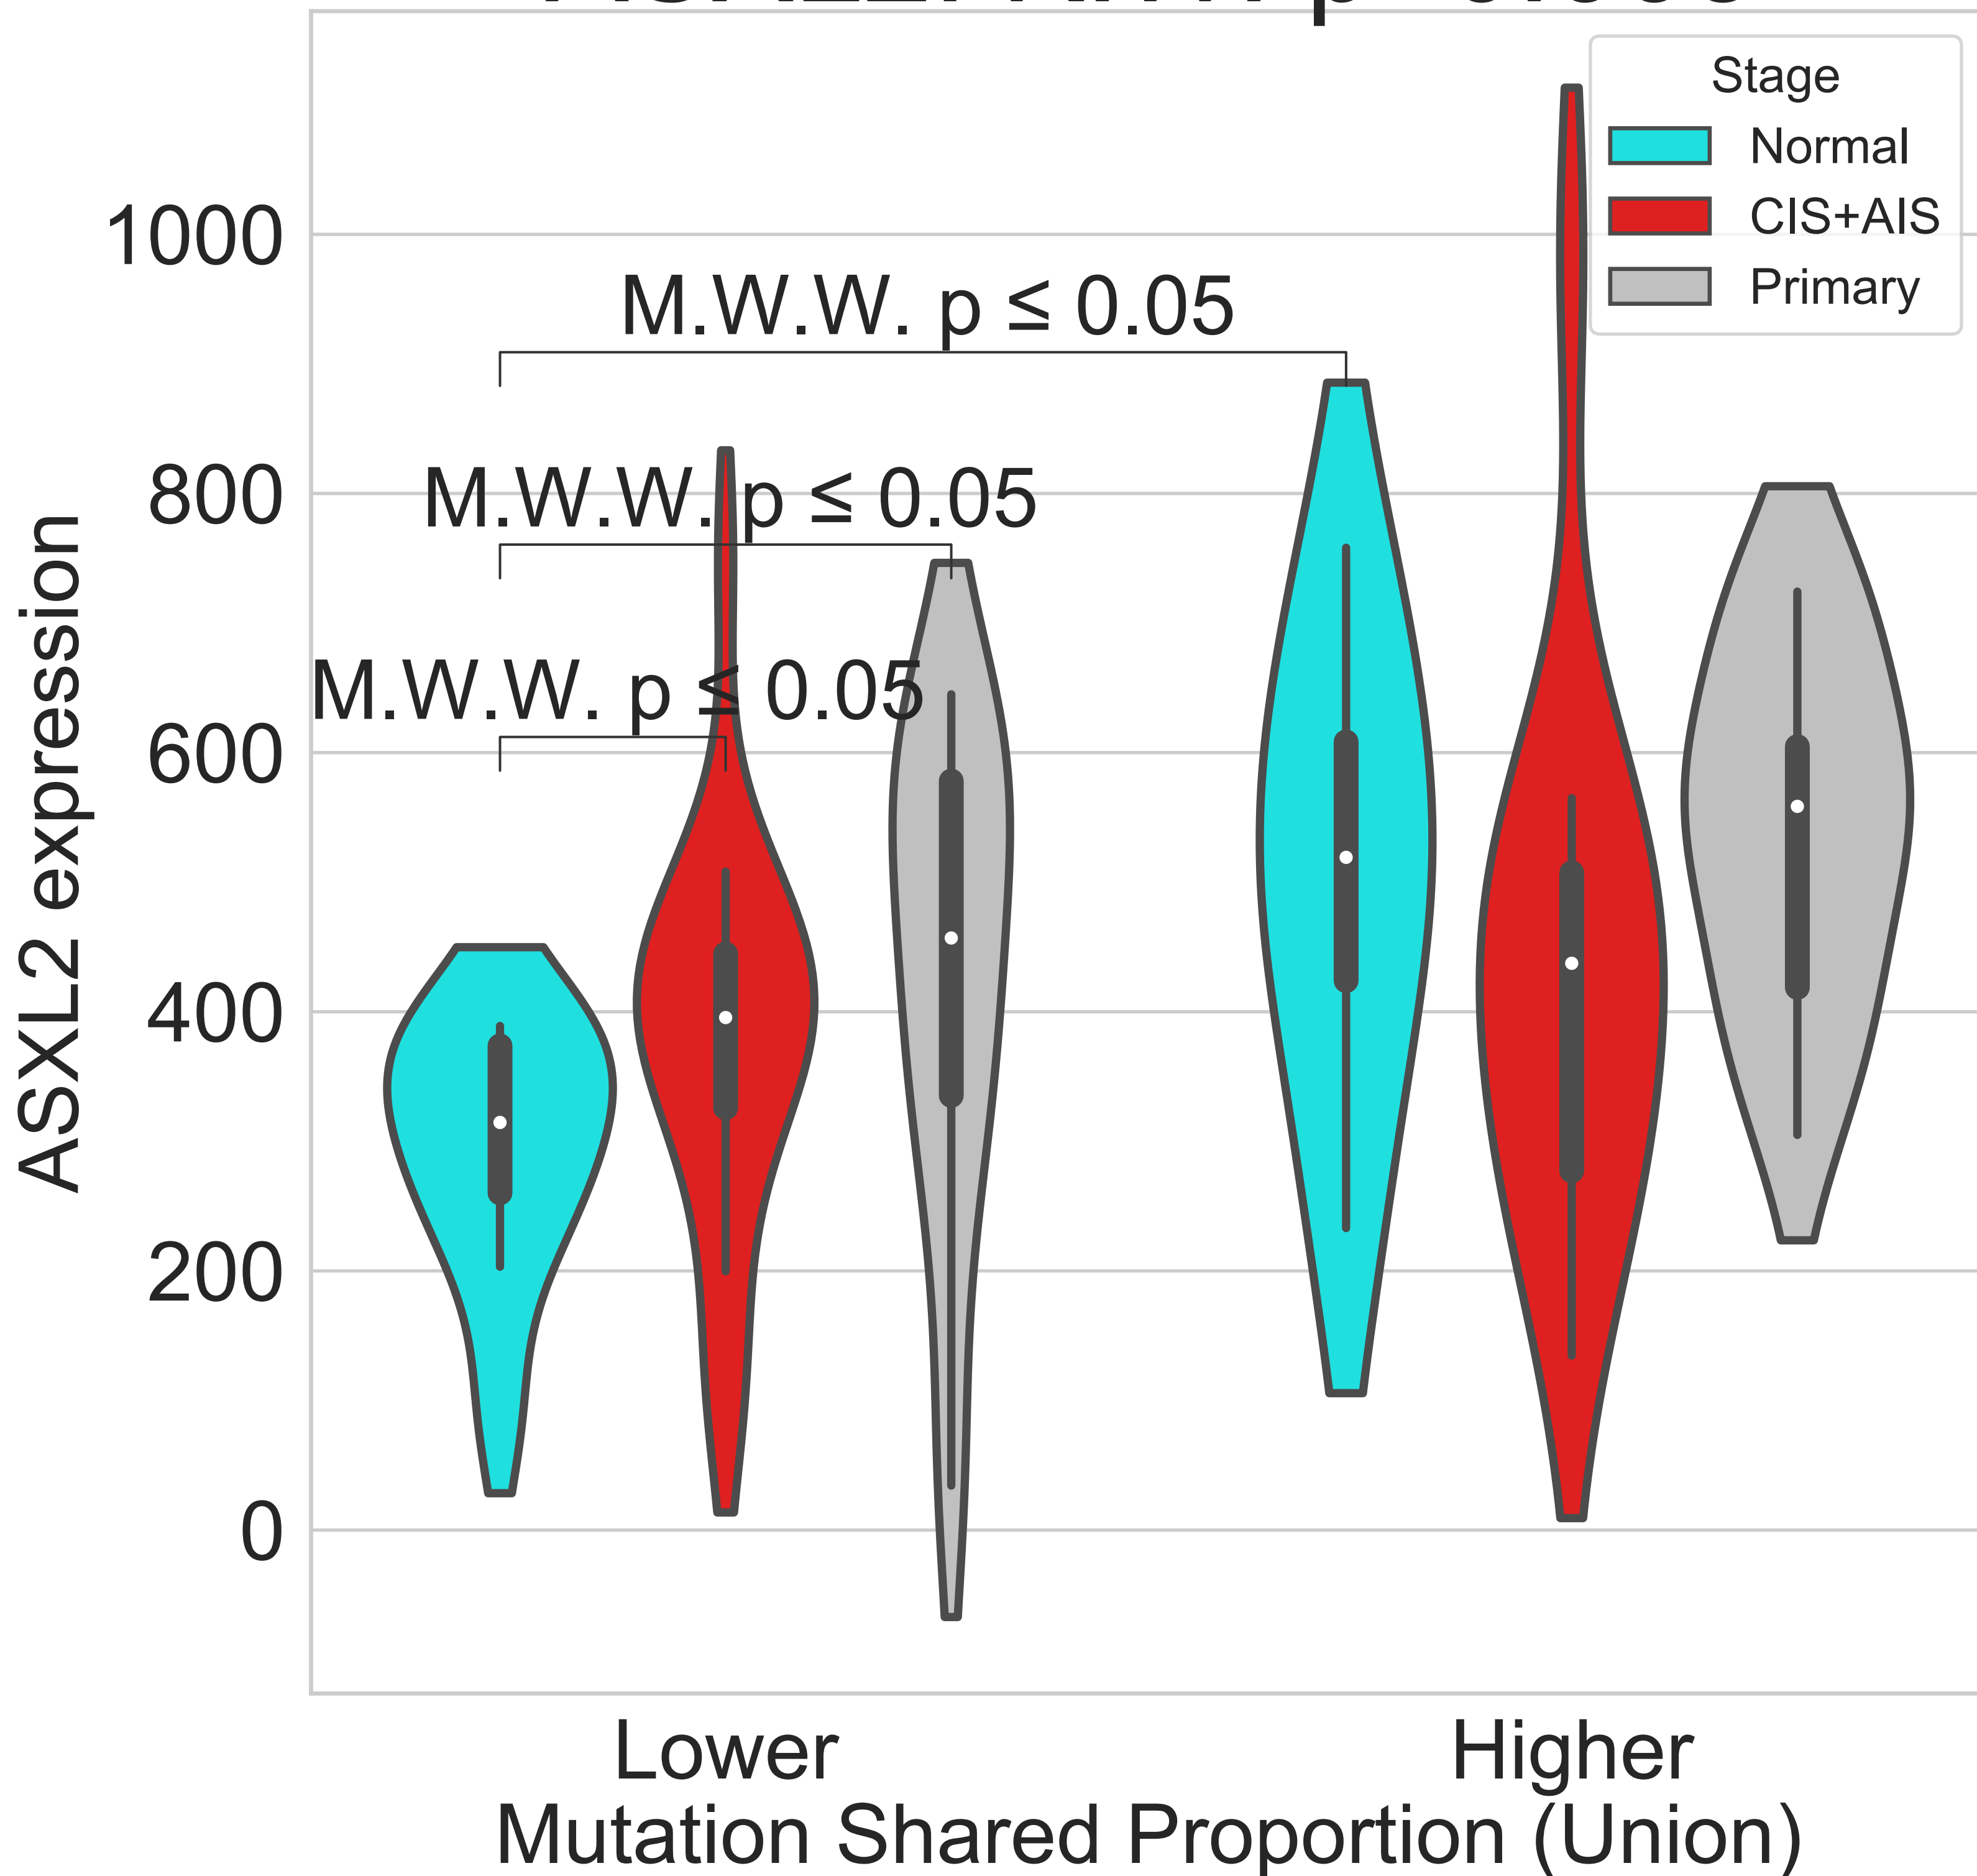 Stage
Normal
CIS+AIS
Primary
1000
800
600
400
200
0
ASXL2 expression
M.W.W. p ≤ 0.05
M.W.W. p ≤ 0.05
M.W.W. p ≤ 0.05
Lower
Higher
Mutation Shared Proportion (Union)